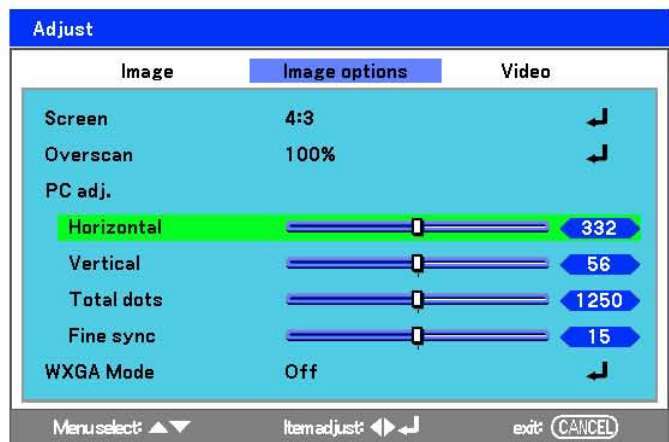 Adjust
Image Image options Video
Screen 4:3
Overscan 100%
PC adj.
Horizontal 332
Vertical 56
Total dots 1250
Fine sync 15
WXGA Mode Off
Menu select: Item adjust: exit: CANCEL